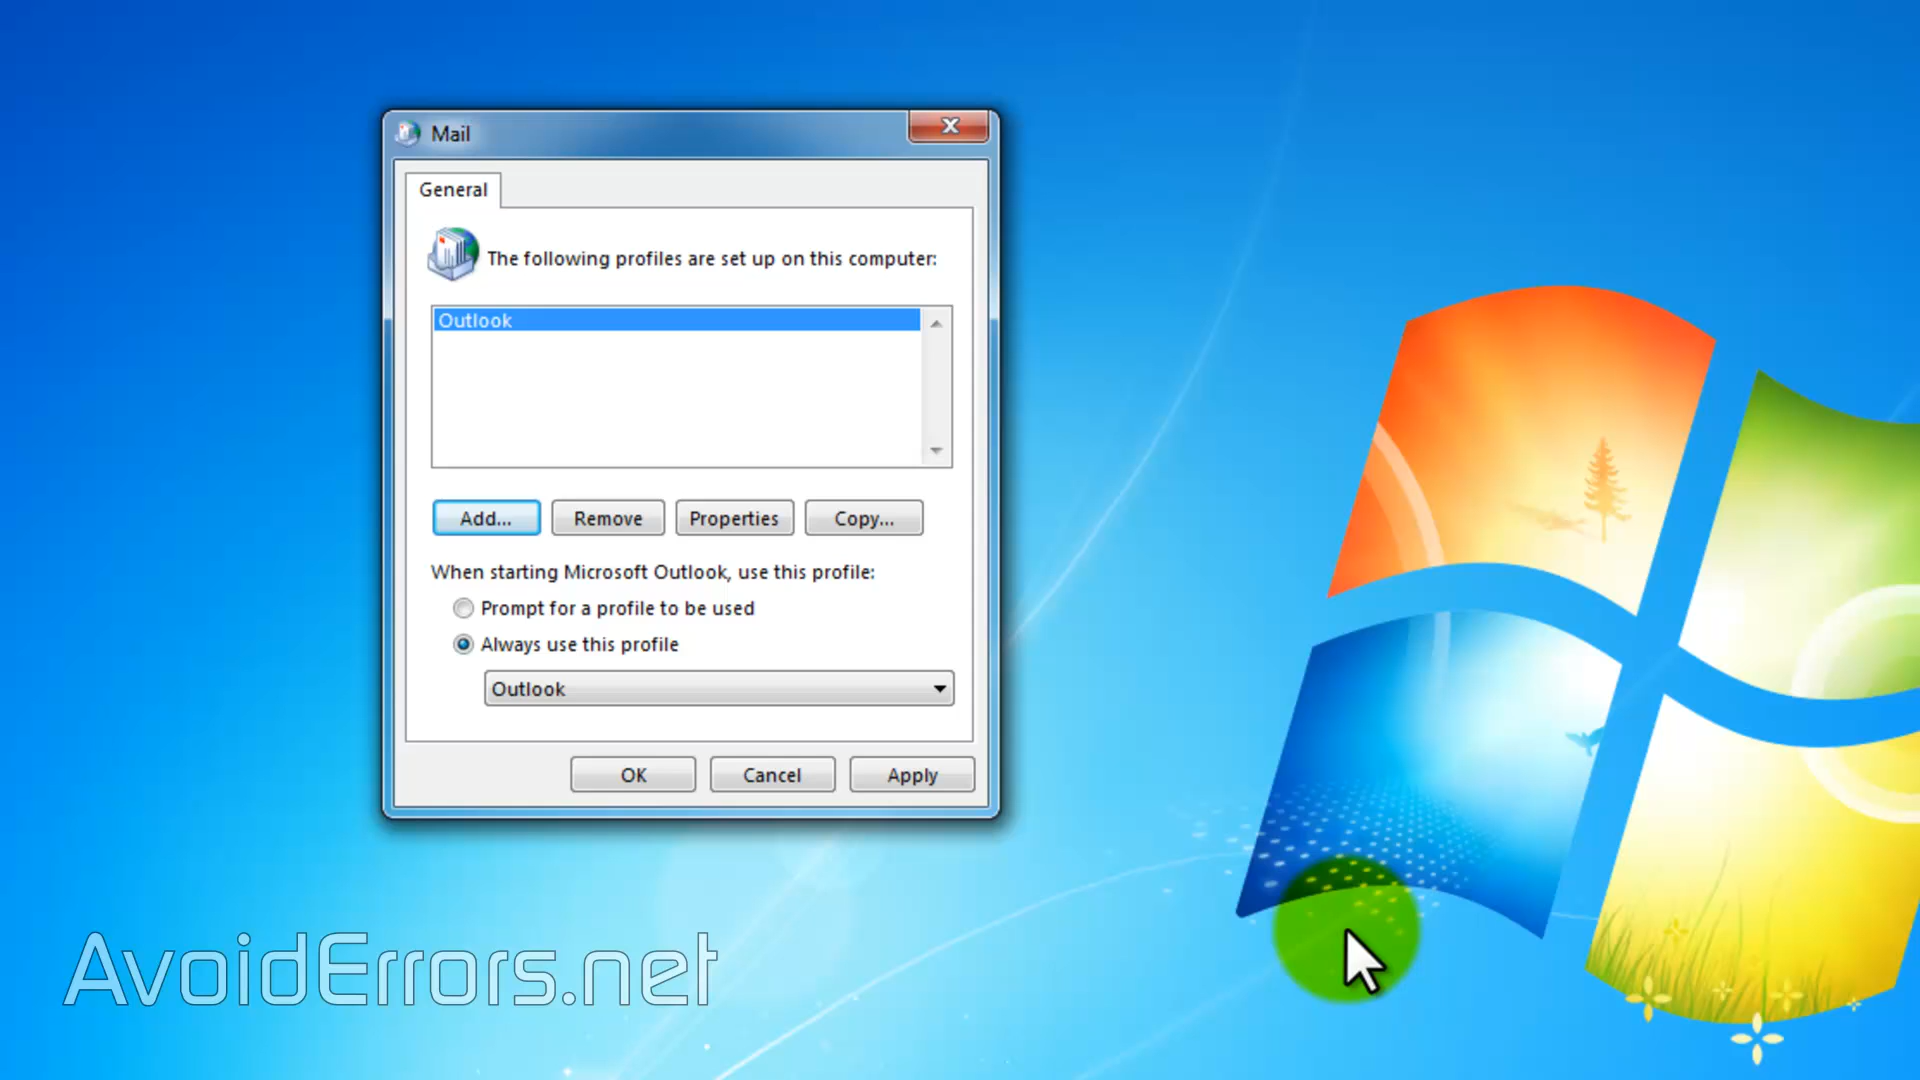 Mail
General
The following profiles are set up on this computer:
Outlook
Add... Remove Properties Copy...
When starting Microsoft Outlook, use this profile:
Prompt for a profile to be used
Always use this profile
Outlook
OK Cancel Apply
AvoidErrors.net